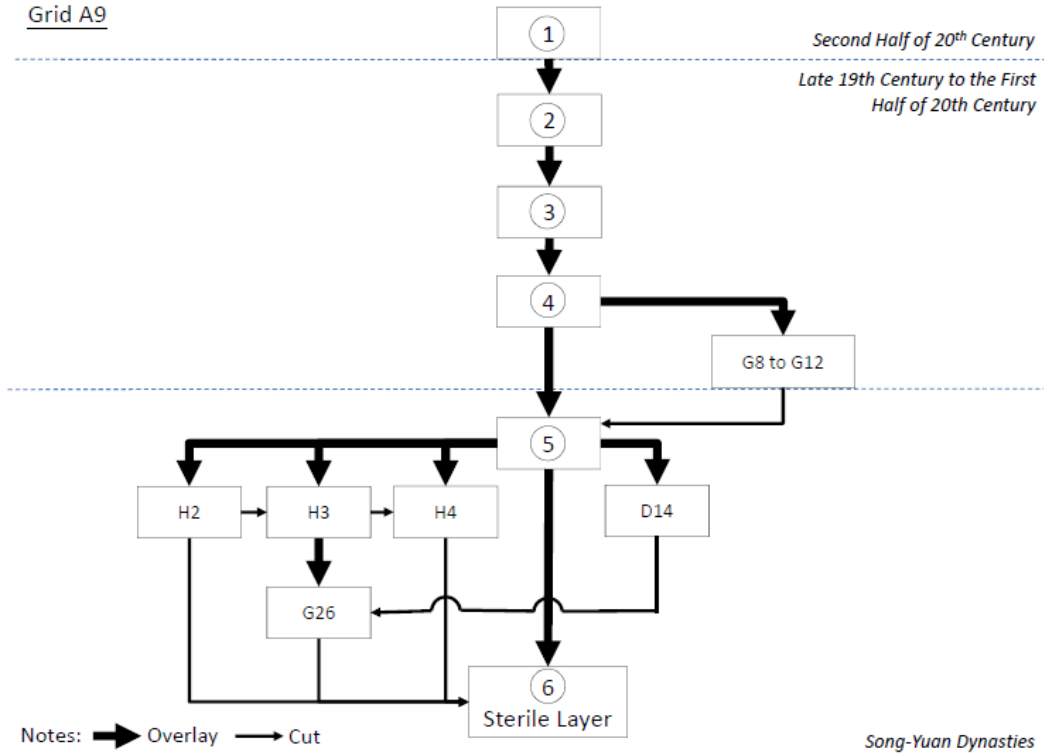 Grid A9
1
Second Half of 20th Century
Late 19th Century to the First
Half of 20th Century
2
3
4
G8 to G12
5
H2
H3
H4
D14
G26
6
Sterile Layer
Notes: Overlay Cut
Song-Yuan Dynasties